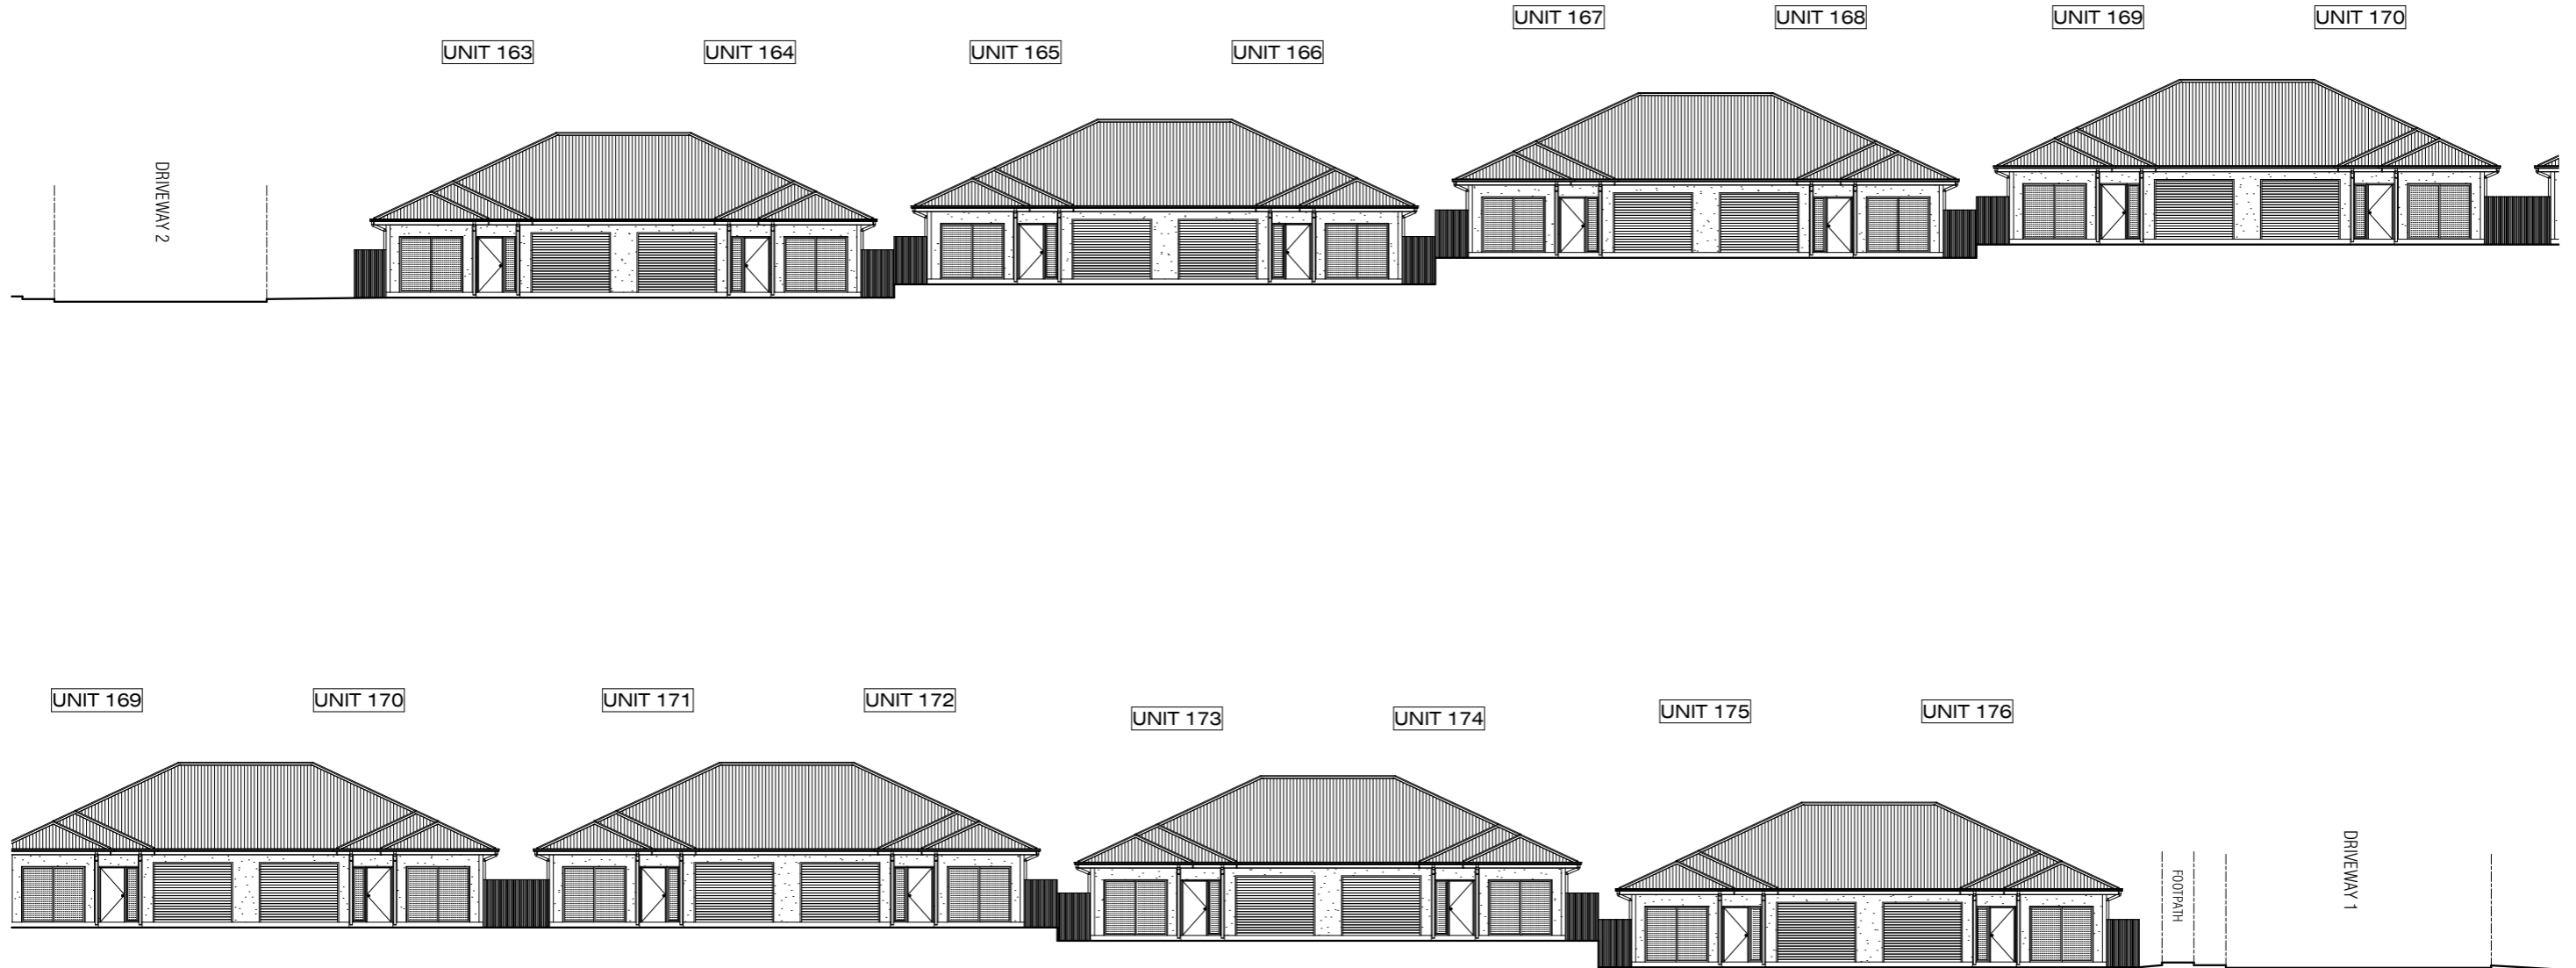 UNIT 163
UNIT 164
UNIT 165
UNIT 166
UNIT 167
UNIT 168
UNIT 169
UNIT 170
DRIVEWAY 2
UNIT 169
UNIT 170
UNIT 171
UNIT 172
UNIT 173
UNIT 174
UNIT 175
UNIT 176
FOOTPATH
DRIVEWAY 1